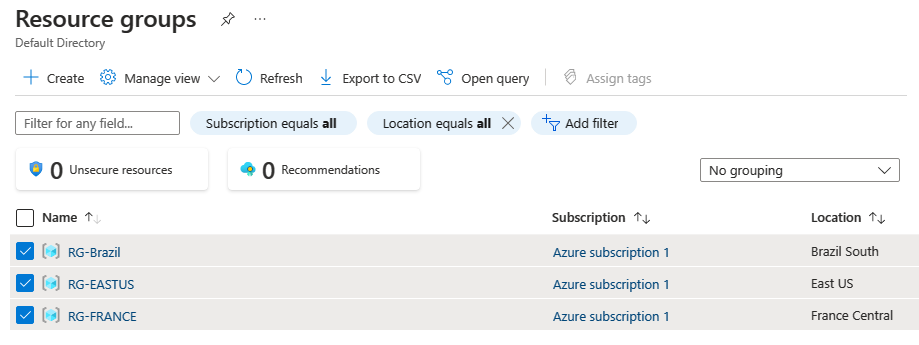 Resource groups
Default Directory
Create Manage view Refresh Export to CSV Open query Assign tags
Filter for any field... Subscription equals all Location equals all Add filter
0 Unsecure resources 0 Recommendations No grouping
Name Subscription Location
RG-Brazil Azure subscription 1 Brazil South
RG-EASTUS Azure subscription 1 East US
RG-FRANCE Azure subscription 1 France Central